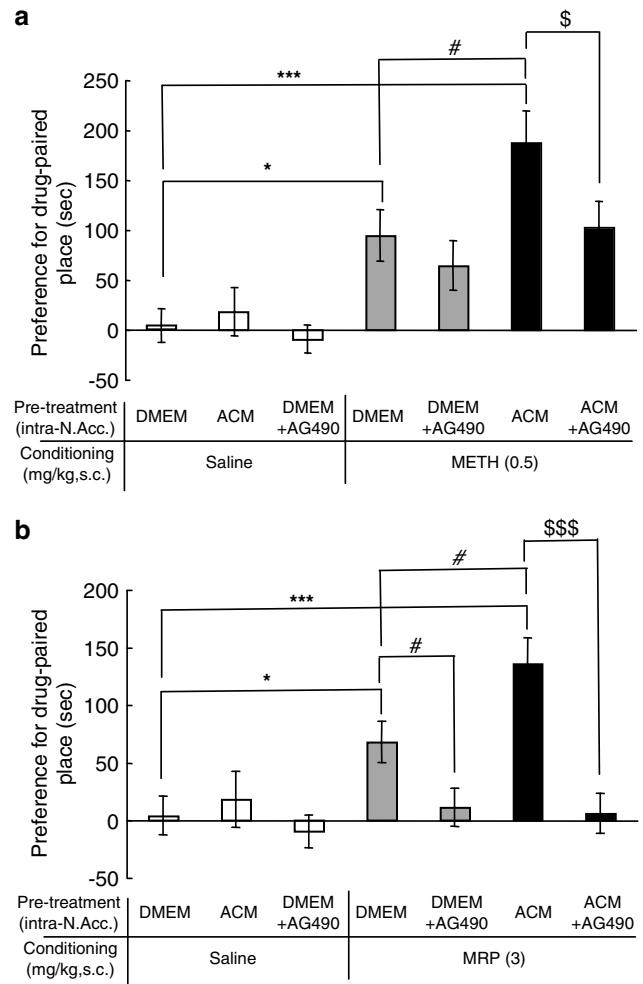 a
$
#
***
*
250
200
150
100
50
0
-50
Preference for drug-paired
place (sec)
Pre-treatment
(intra-N.Acc.)
DMEM
ACM
DMEM
+AG490
DMEM
DMEM
+AG490
ACM
ACM
+AG490
Conditioning
(mg/kg,s.c.)
Saline
METH (0.5)
b
$$$
#
***
#
*
200
150
100
50
0
-50
Preference for drug-paired
place (sec)
Pre-treatment
(intra-N.Acc.)
DMEM
ACM
DMEM
+AG490
DMEM
DMEM
+AG490
ACM
ACM
+AG490
Conditioning
(mg/kg,s.c.)
Saline
MRP (3)